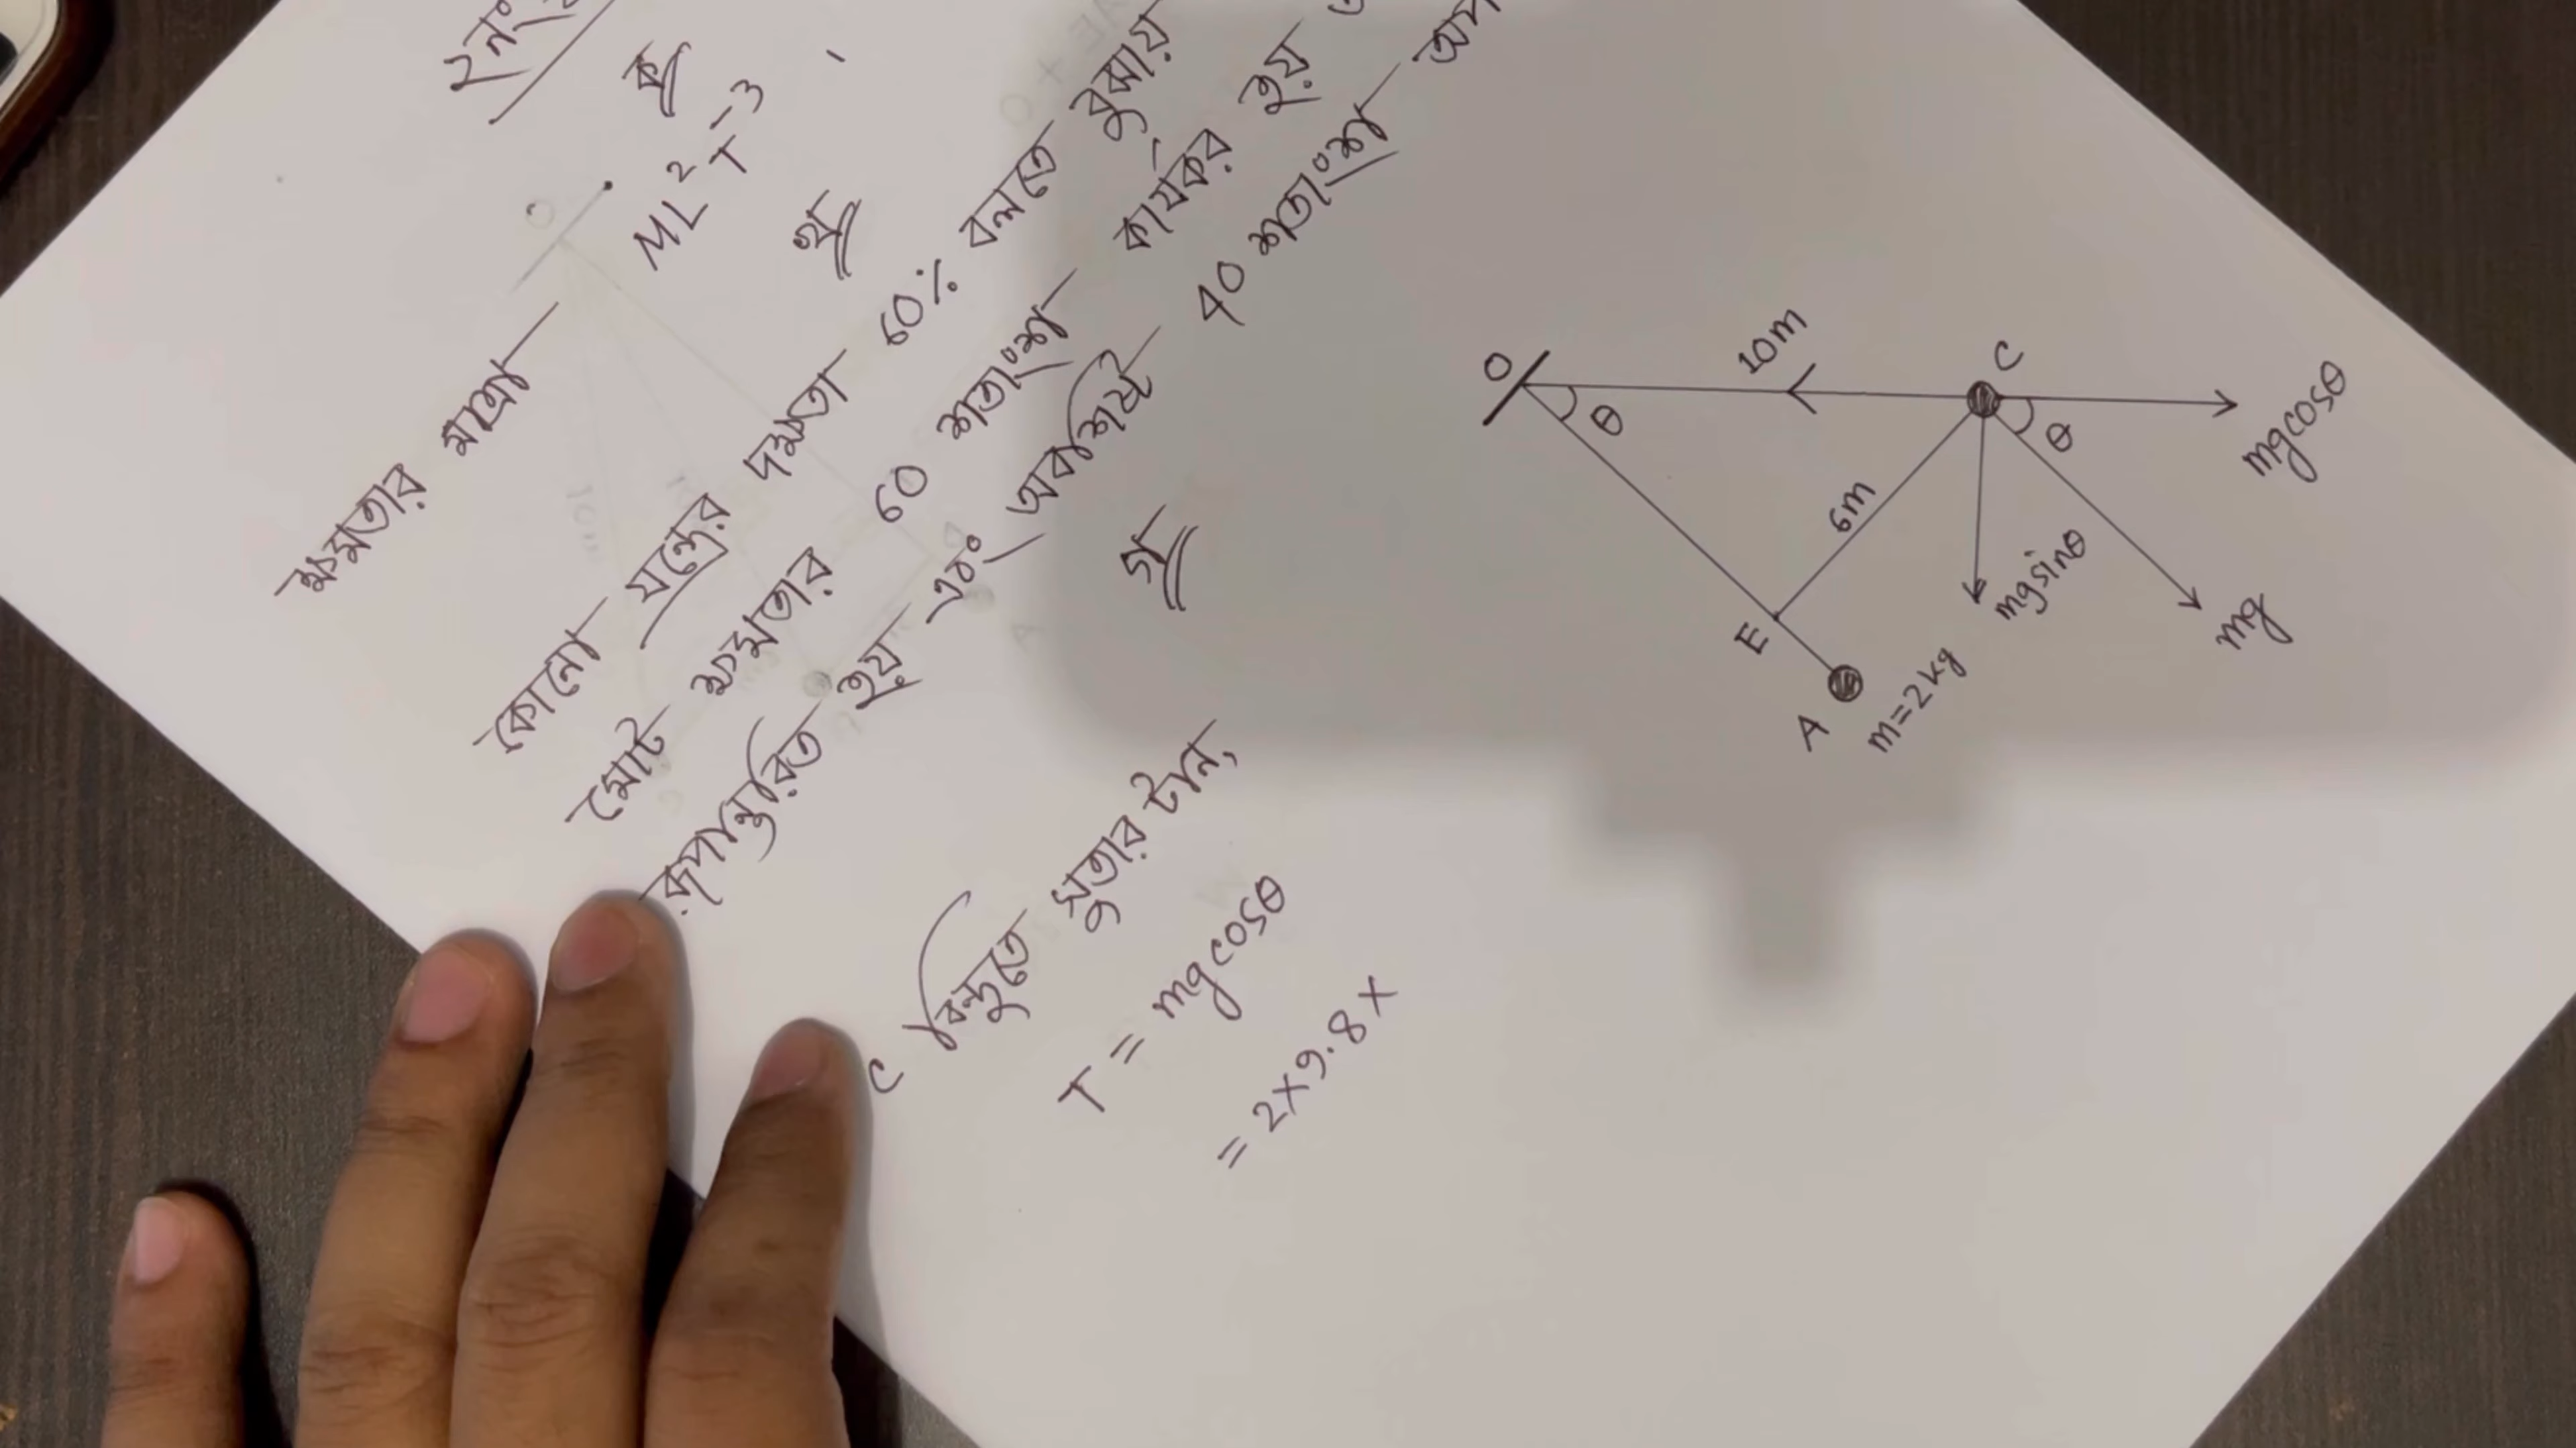 ২নং
ক
ক্ষমতার মাত্রা ML²T⁻³ ।
খ
কোনো যন্ত্রের দক্ষতা 60% বলতে বুঝায়
মোট ক্ষমতার 60 শতাংশ কার্যকর হয়
রূপান্তরিত হয় এবং অবশিষ্ট 40 শতাংশ
গ
C বিন্দুতে সুতার টান,
T = mgcosθ
= 2×9.8×
O
θ
10m
C
θ
mgcosθ
6m
mgsinθ
mg
E
A
m=2kg